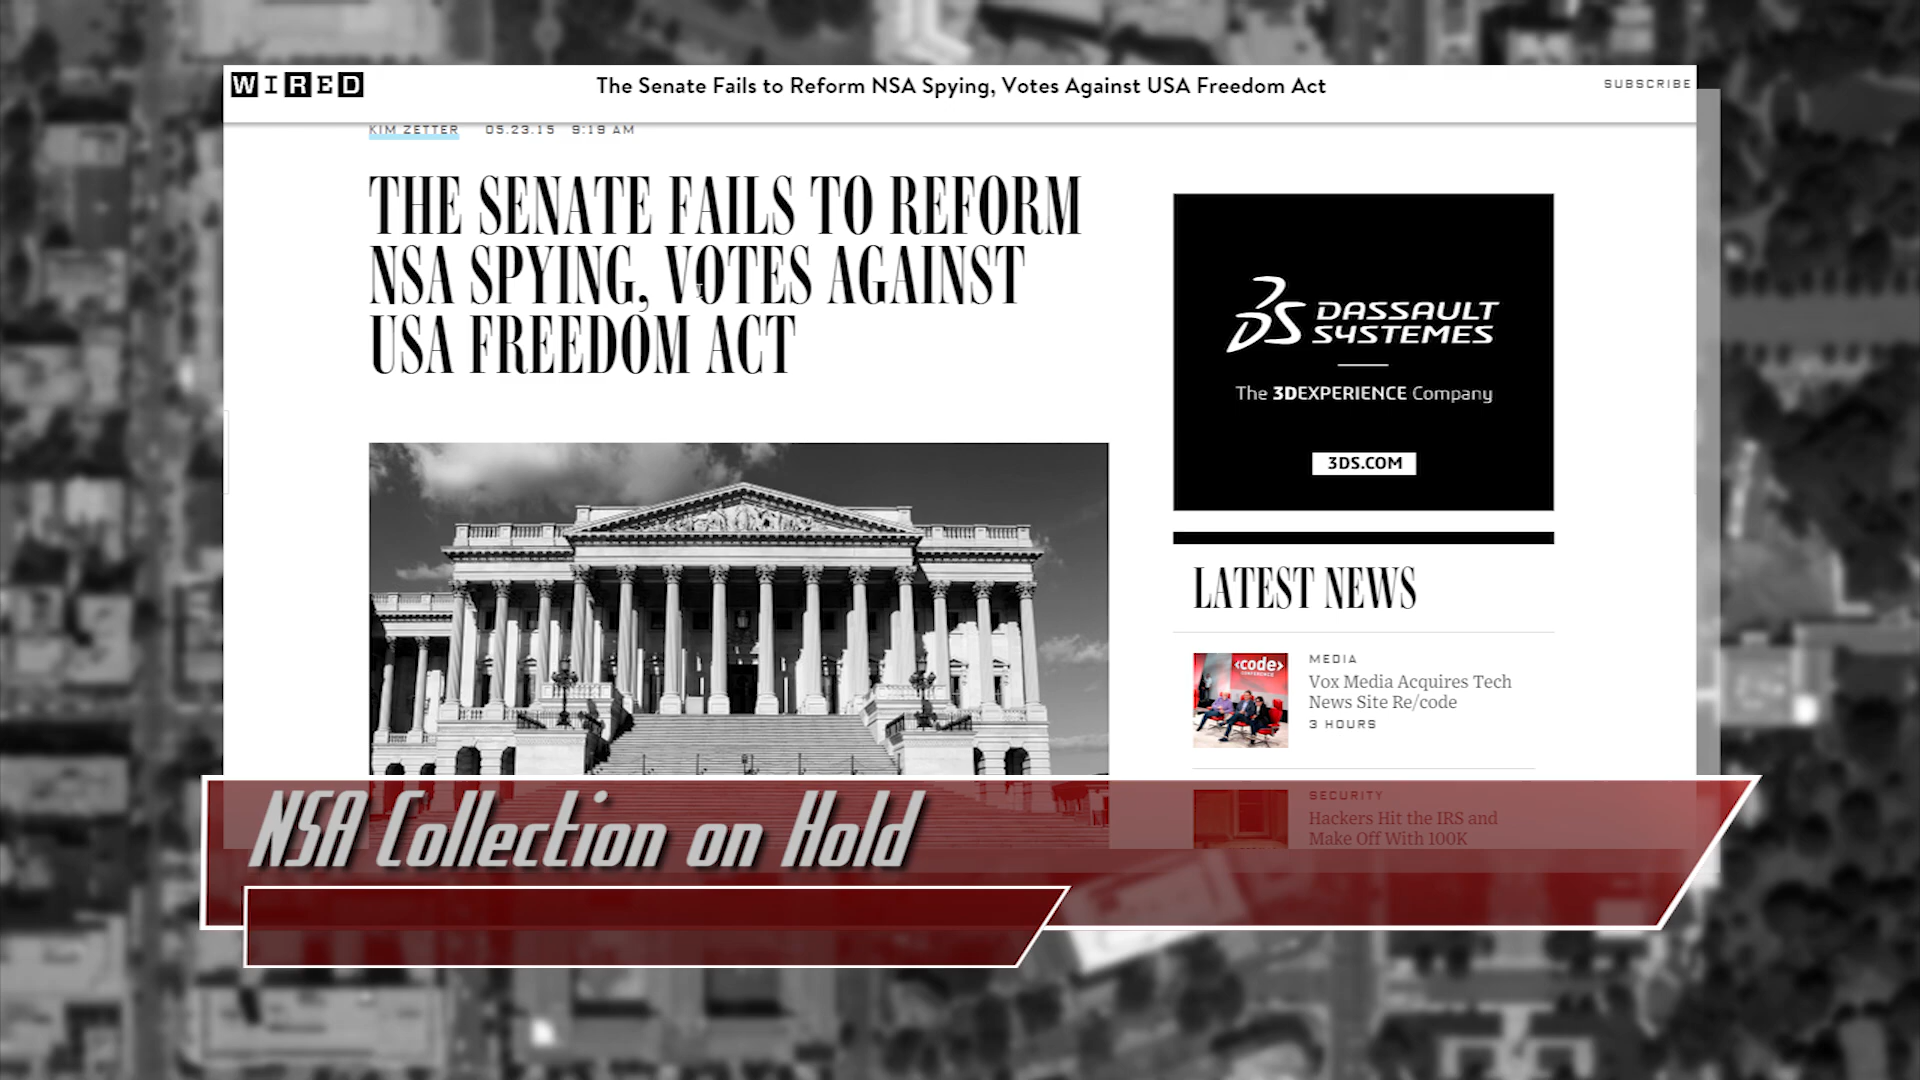 WIRED
The Senate Fails to Reform NSA Spying, Votes Against USA Freedom Act
SUBSCRIBE
KIM ZETTER 05.23.15 9:19 AM
THE SENATE FAILS TO REFORM
NSA SPYING, VOTES AGAINST
USA FREEDOM ACT
3DS DASSAULT
SYSTEMES
The 3DEXPERIENCE Company
3DS.COM
LATEST NEWS
<code>
CONFERENCE
MEDIA
Vox Media Acquires Tech
News Site Re/code
3 HOURS
SECURITY
Hackers Hit the IRS and
Make Off With 100K
NSA Collection on Hold